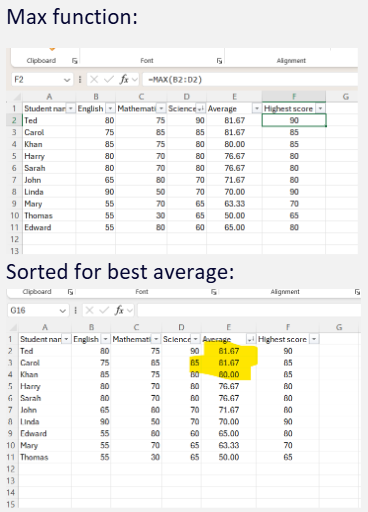 Max function:
Clipboard Font Alignment
F2 fx =MAX(B2:D2)
A B C D E F G
1 Student nar English Mathemati Science Average Highest score
2 Ted 80 75 90 81.67 90
3 Carol 75 85 85 81.67 85
4 Khan 85 75 80 80.00 85
5 Harry 80 70 80 76.67 80
6 Sarah 80 70 80 76.67 80
7 John 65 80 70 71.67 80
8 Linda 90 50 70 70.00 90
9 Mary 55 70 65 63.33 70
10 Thomas 55 30 65 50.00 65
11 Edward 55 80 60 65.00 80
12
13
Sorted for best average:
Clipboard Font Alignment
G16 fx
A B C D E F G
1 Student nar English Mathemati Science Average Highest score
2 Ted 80 75 90 81.67 90
3 Carol 75 85 85 81.67 85
4 Khan 85 75 80 80.00 85
5 Harry 80 70 80 76.67 80
6 Sarah 80 70 80 76.67 80
7 John 65 80 70 71.67 80
8 Linda 90 50 70 70.00 90
9 Edward 55 80 60 65.00 80
10 Mary 55 70 65 63.33 70
11 Thomas 55 30 65 50.00 65
12
13
14
15